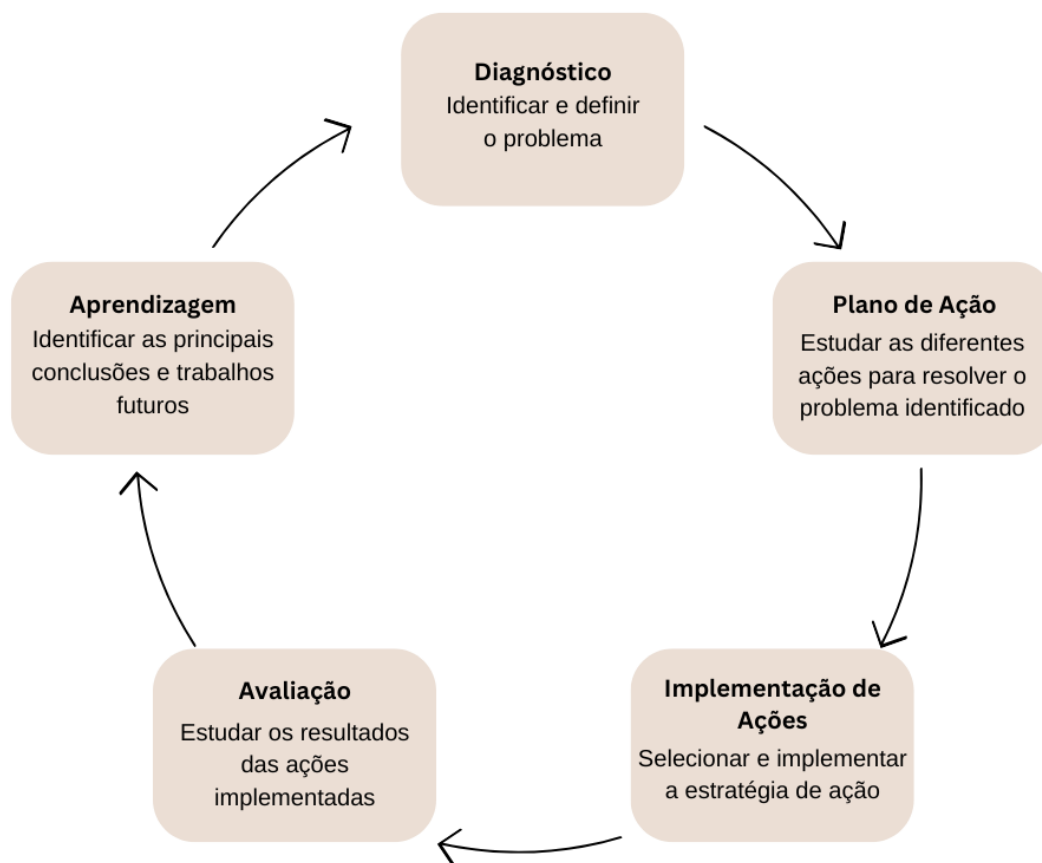 Diagnóstico
Identificar e definir
o problema
Plano de Ação
Estudar as diferentes
ações para resolver o
problema identificado
Implementação de
Ações
Selecionar e implementar
a estratégia de ação
Avaliação
Estudar os resultados
das ações
implementadas
Aprendizagem
Identificar as principais
conclusões e trabalhos
futuros